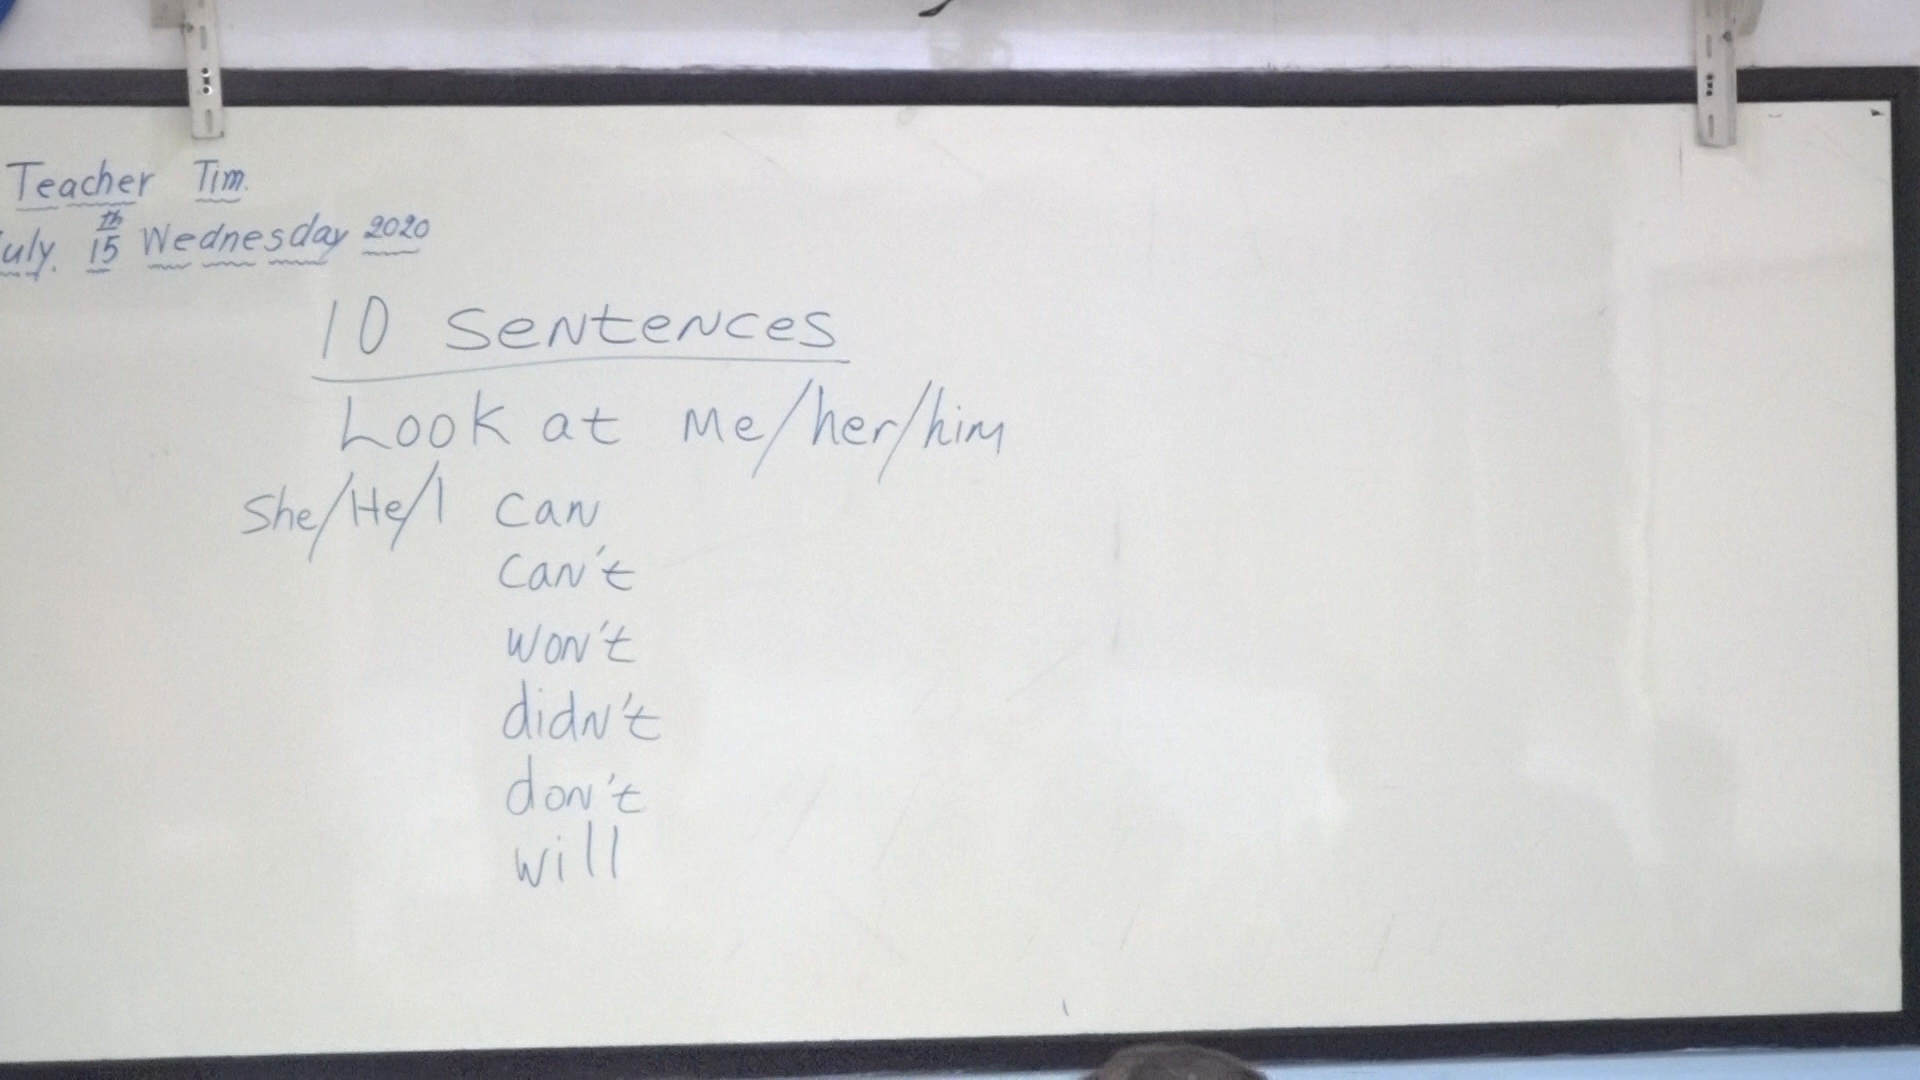 Teacher Tim.
uly. 15th Wednesday 2020
10 Sentences
Look at Me/her/him
She/He/I can
can't
won't
didn't
don't
will